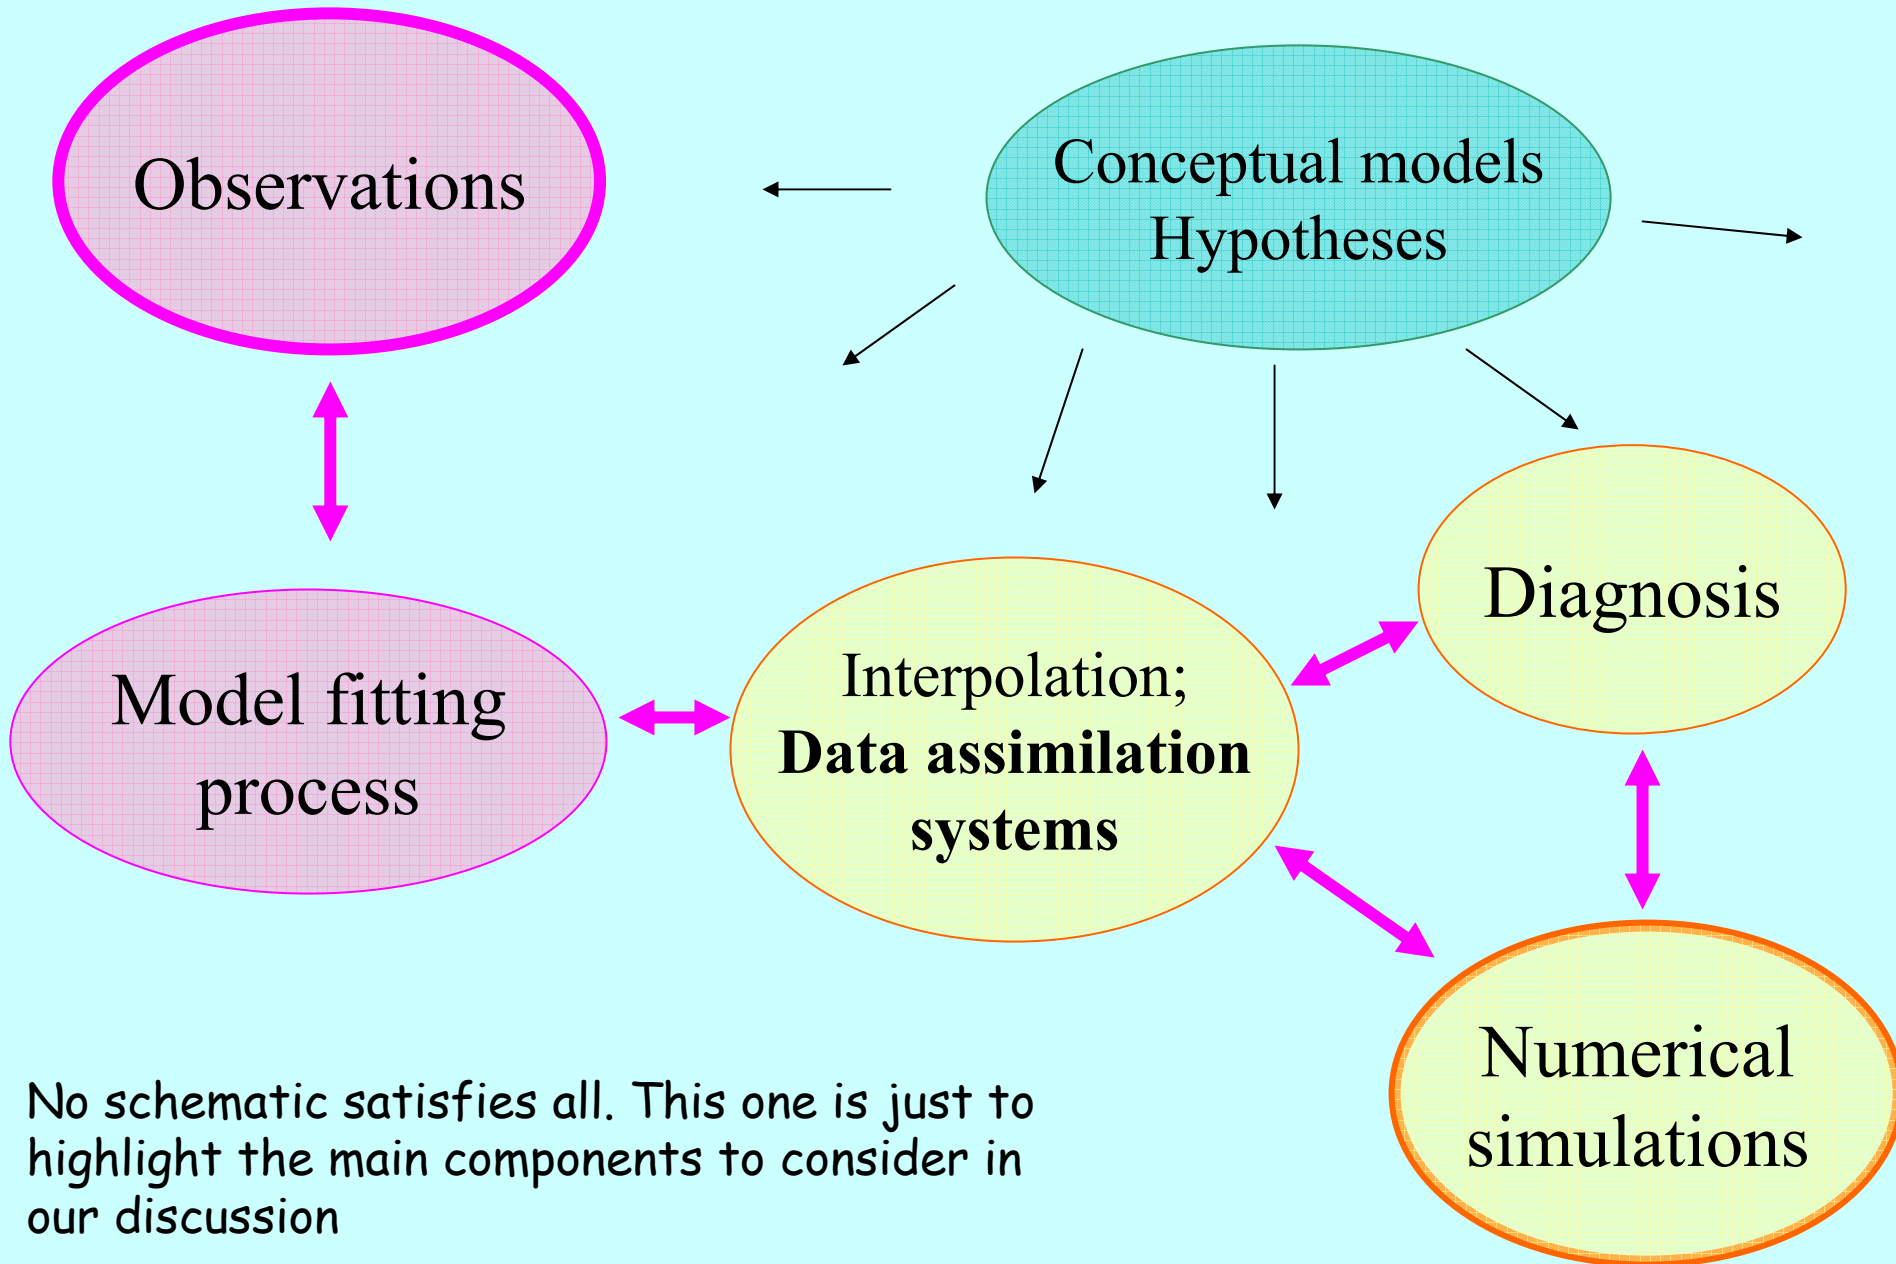 Observations
Conceptual models
Hypotheses
Diagnosis
Model fitting
process
Interpolation;
Data assimilation
systems
Numerical
simulations
No schematic satisfies all. This one is just to
highlight the main components to consider in
our discussion